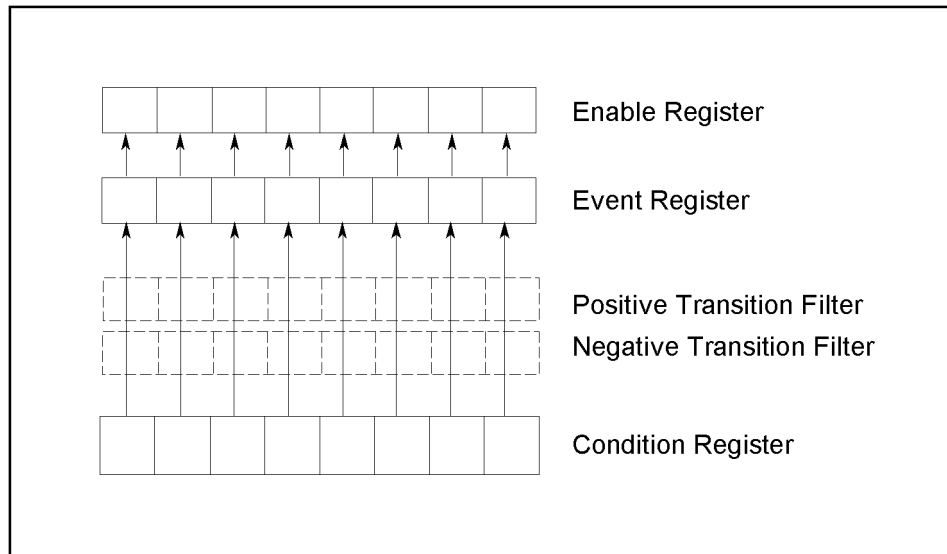 Enable Register
Event Register
Positive Transition Filter
Negative Transition Filter
Condition Register